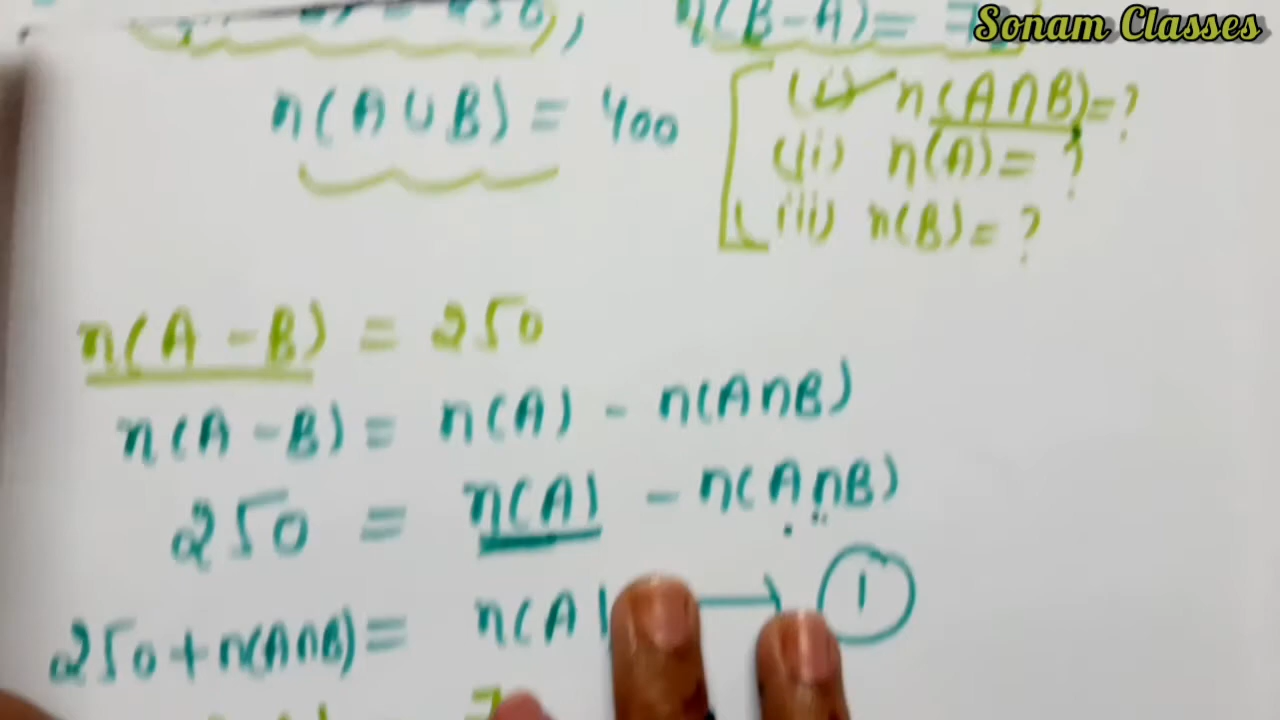 n(B-A)=
Sonam Classes
n(A∪B) = 400
(i) n(A∩B)=?
(ii) n(A)= ?
(iii) n(B)= ?
n(A-B) = 250
n(A-B)= n(A) - n(A∩B)
250 = n(A) - n(A∩B)
250+n(A∩B)= n(A) → 1